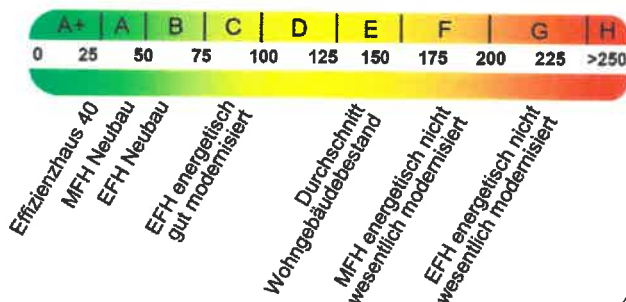 A+ A B C D E F G H
0 25 50 75 100 125 150 175 200 225 >250
Effizienzhaus 40
MFH Neubau
EFH Neubau
EFH energetisch
gut modernisiert
Durchschnitt
Wohngebäudebestand
MFH energetisch nicht
wesentlich modernisiert
EFH energetisch nicht
wesentlich modernisiert